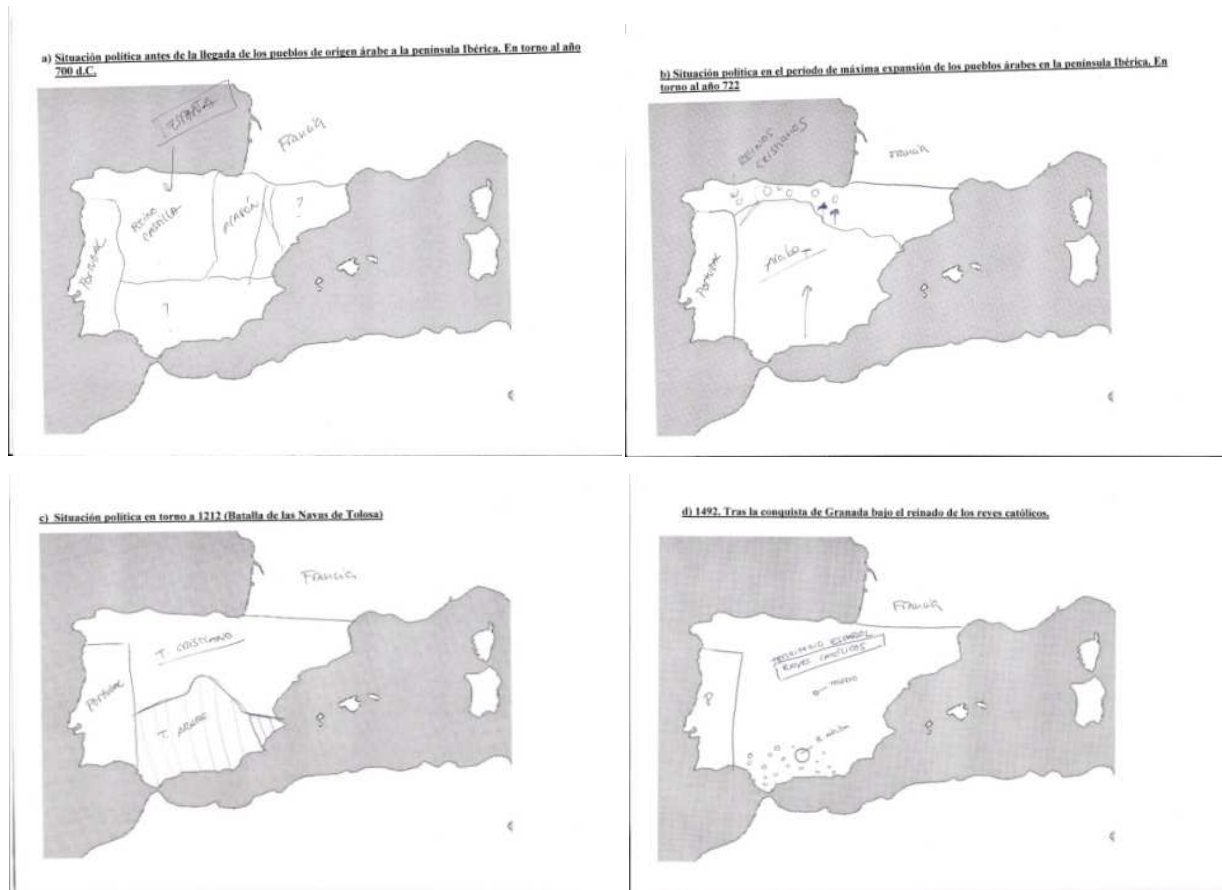 a) Situación política antes de la llegada de los pueblos de origen árabe a la península Ibérica. En torno al año
700 d.C.
ESPAÑA
Francia
REINO
CASTILLA
ARAGÓN
?
PORTUGAL
?
b) Situación política en el periodo de máxima expansión de los pueblos árabes en la península Ibérica. En
torno al año 722
REINOS
CRISTIANOS
FRANCIA
PORTUGAL
c) Situación política en torno a 1212 (Batalla de las Navas de Tolosa)
FRANCIA
T. CRISTIANO
PORTUGAL
T. ARABE
d) 1492. Tras la conquista de Granada bajo el reinado de los reyes católicos.
FRANCIA
TERRITORIO ESPAÑOL
REYES CATÓLICOS
P